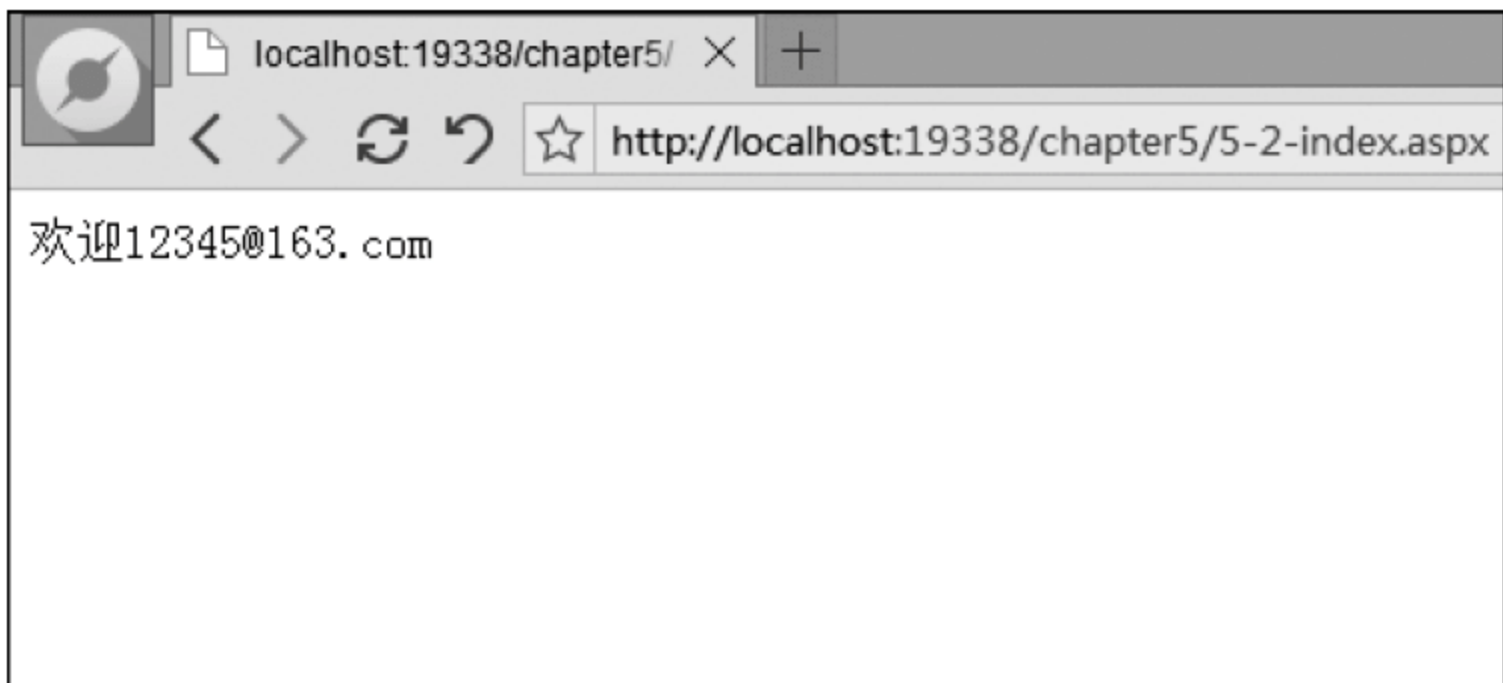 localhost:19338/chapter5/
http://localhost:19338/chapter5/5-2-index.aspx
欢迎12345@163.com